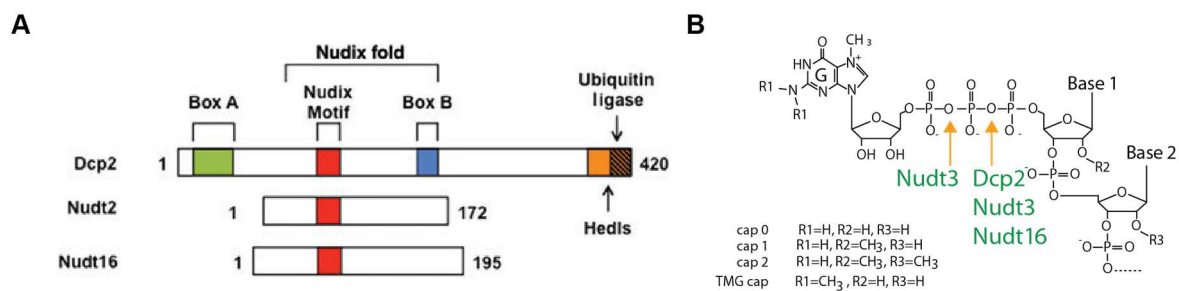 A
Nudix fold
Box A
Nudix
Motif
Box B
Ubiquitin
ligase
Dcp2
1
420
Nudt2
1
172
Hedls
Nudt16
1
195
B
O
CH3
HN
N+
G
R1
N
N
N
R1
O
O
O
O
O
P
O
P
O
P
O
O-
O-
O-
OH OH
Base 1
O
O
R2
Nudt3
Dcp2
Nudt3
Nudt16
-O
P=O
O
Base 2
O
O
R3
-O
P=O
O
cap 0 R1=H, R2=H, R3=H
cap 1 R1=H, R2=CH3, R3=H
cap 2 R1=H, R2=CH3, R3=CH3
TMG cap R1=CH3 , R2=H, R3=H